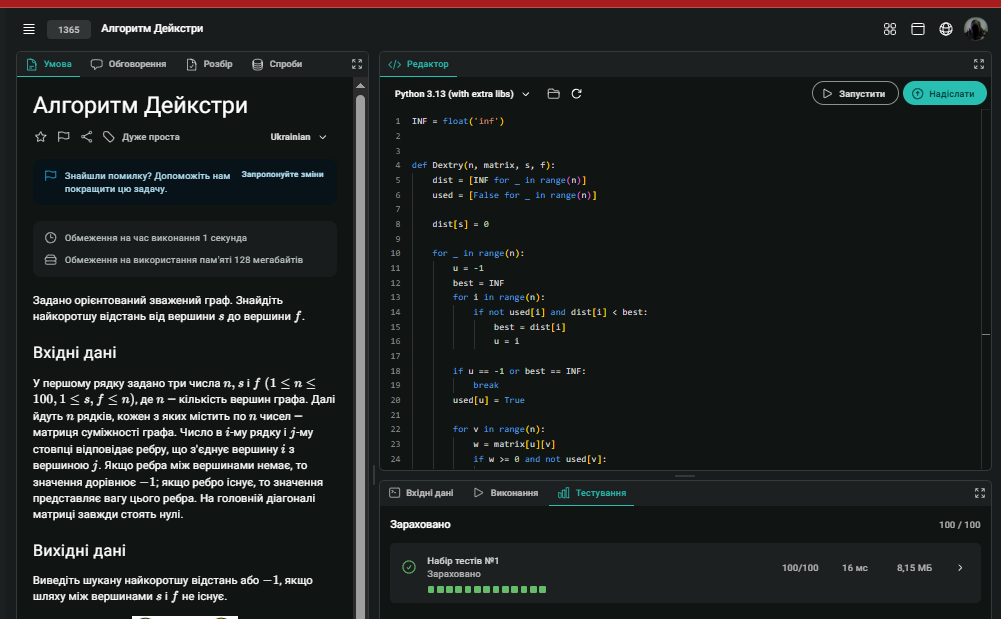 1365 Алгоритм Дейкстри
Умова Обговорення Розбір Спроби
Алгоритм Дейкстри
Дуже проста Ukrainian
Знайшли помилку? Допоможіть нам Запропонуйте зміни
покращити цю задачу.
Обмеження на час виконання 1 секунда
Обмеження на використання пам'яті 128 мегабайтів
Задано орієнтований зважений граф. Знайдіть
найкоротшу відстань від вершини s до вершини f.
Вхідні дані
У першому рядку задано три числа n, s і f (1 ≤ n ≤
100, 1 ≤ s, f ≤ n), де n – кількість вершин графа. Далі
йдуть n рядків, кожен з яких містить по n чисел –
матриця суміжності графа. Число в i-му рядку і j-му
стовпці відповідає ребру, що з'єднує вершину i з
вершиною j. Якщо ребра між вершинами немає, то
значення дорівнює −1; якщо ребро існує, то значення
представляє вагу цього ребра. На головній діагоналі
матриці завжди стоять нулі.
Вихідні дані
Виведіть шукану найкоротшу відстань або −1, якщо
шляху між вершинами s і f не існує.
</> Редактор
Python 3.13 (with extra libs) Запустити Надіслати
1 INF = float('inf')
2
3
4 def Dextry(n, matrix, s, f):
5 dist = [INF for _ in range(n)]
6 used = [False for _ in range(n)]
7
8 dist[s] = 0
9
10 for _ in range(n):
11 u = -1
12 best = INF
13 for i in range(n):
14 if not used[i] and dist[i] < best:
15 best = dist[i]
16 u = i
17
18 if u == -1 or best == INF:
19 break
20 used[u] = True
21
22 for v in range(n):
23 w = matrix[u][v]
24 if w >= 0 and not used[v]:
Вхідні дані Виконання Тестування
Зараховано 100 / 100
Набір тестів №1
Зараховано
100/100 16 мс 8,15 МБ